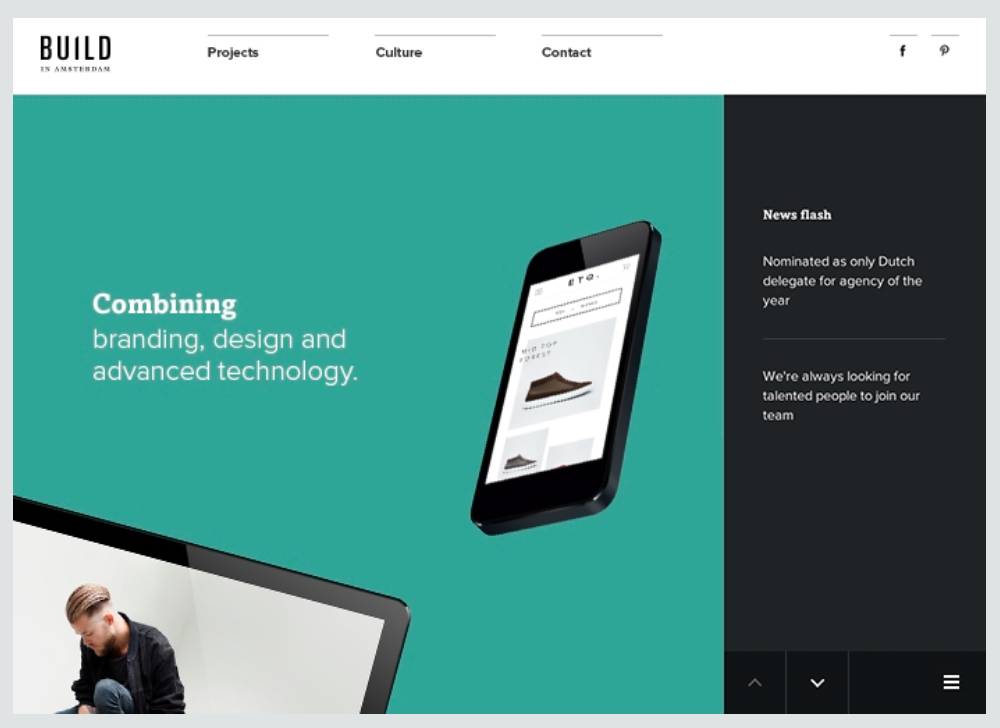 BUILD
IN AMSTERDAM
Projects
Culture
Contact
Combining
branding, design and
advanced technology.
ETQ.
MID TOP
FOREST
News flash
Nominated as only Dutch
delegate for agency of the
year
We're always looking for
talented people to join our
team